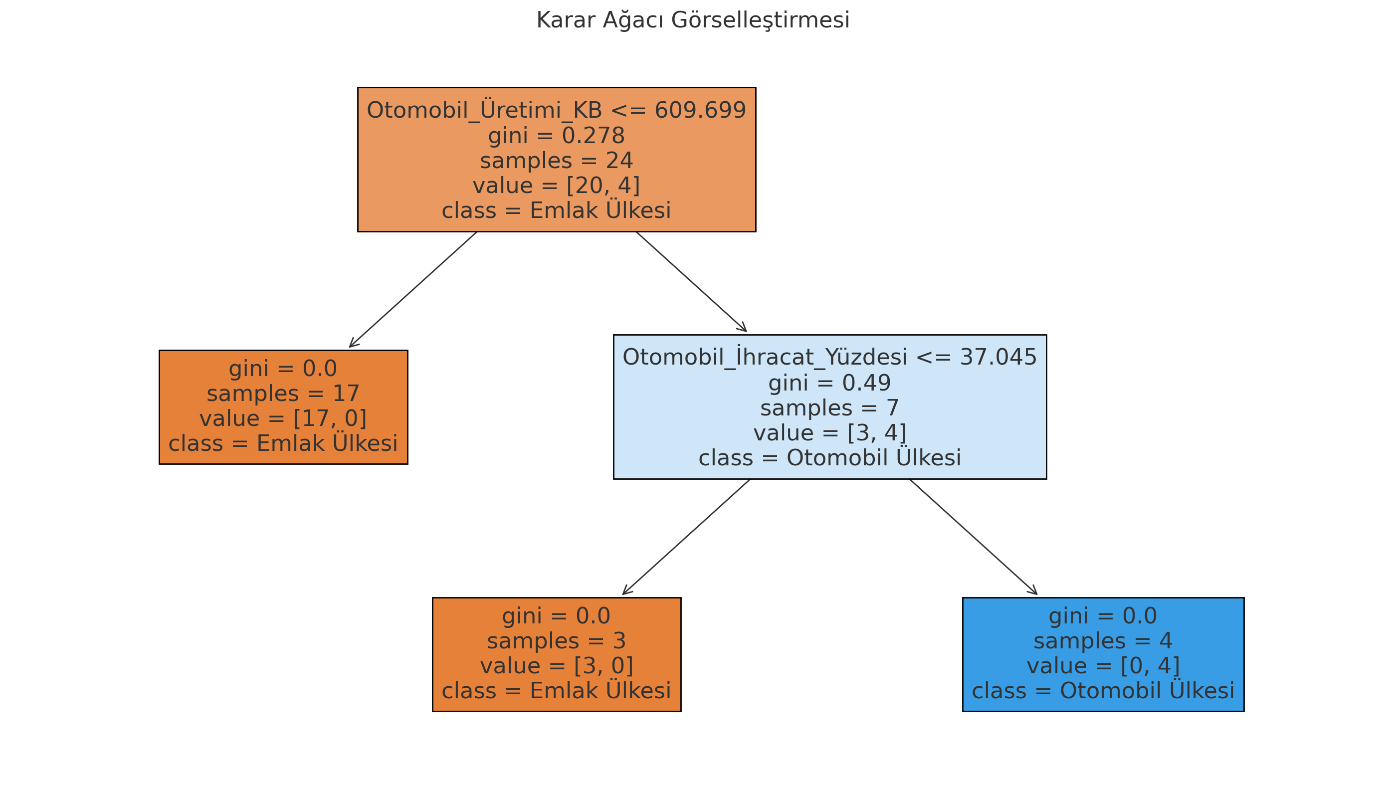 Karar Ağacı Görselleştirmesi
Otomobil_Üretimi_KB <= 609.699
gini = 0.278
samples = 24
value = [20, 4]
class = Emlak Ülkesi
gini = 0.0
samples = 17
value = [17, 0]
class = Emlak Ülkesi
Otomobil_İhracat_Yüzdesi <= 37.045
gini = 0.49
samples = 7
value = [3, 4]
class = Otomobil Ülkesi
gini = 0.0
samples = 3
value = [3, 0]
class = Emlak Ülkesi
gini = 0.0
samples = 4
value = [0, 4]
class = Otomobil Ülkesi